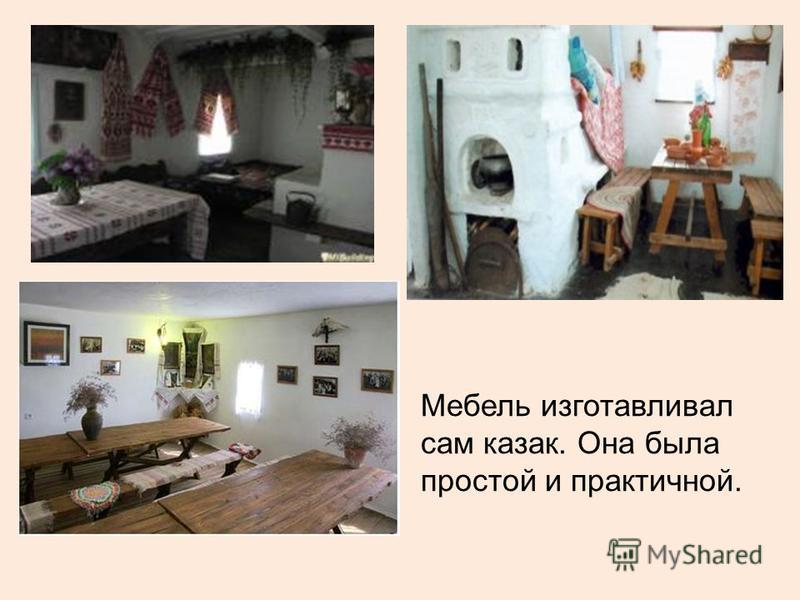 Мебель изготавливал
сам казак. Она была
простой и практичной.
MyShared